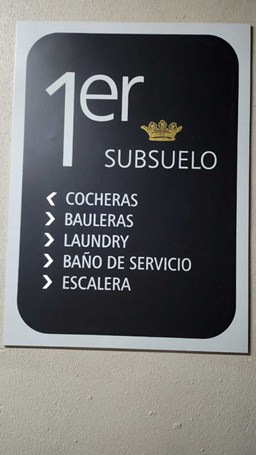 1er
SUBSUELO
< COCHERAS
> BAULERAS
> LAUNDRY
> BAÑO DE SERVICIO
> ESCALERA